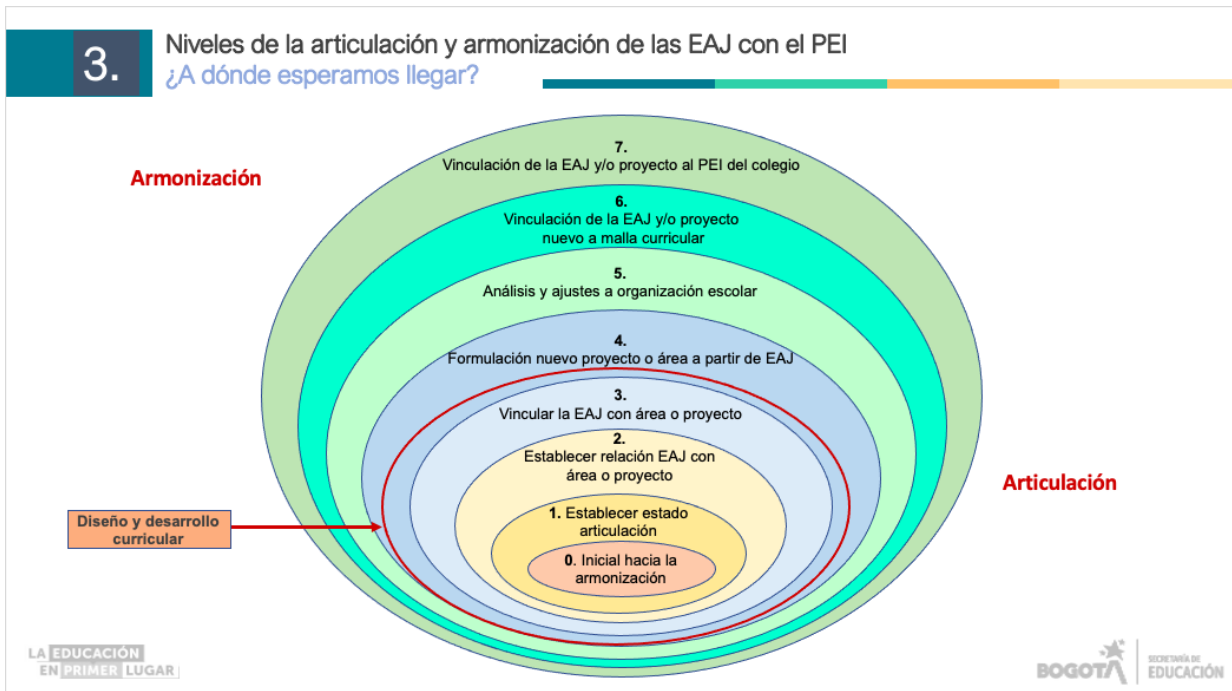 3.
Niveles de la articulación y armonización de las EAJ con el PEI
¿A dónde esperamos llegar?
Armonización
7.
Vinculación de la EAJ y/o proyecto al PEI del colegio
6.
Vinculación de la EAJ y/o proyecto
nuevo a malla curricular
5.
Análisis y ajustes a organización escolar
4.
Formulación nuevo proyecto o área a partir de EAJ
3.
Vincular la EAJ con área o proyecto
2.
Establecer relación EAJ con
área o proyecto
Articulación
1. Establecer estado
articulación
Diseño y desarrollo
curricular
0. Inicial hacia la
armonización
LA EDUCACIÓN
EN PRIMER LUGAR
BOGOTÁ
SECRETARÍA DE
EDUCACIÓN